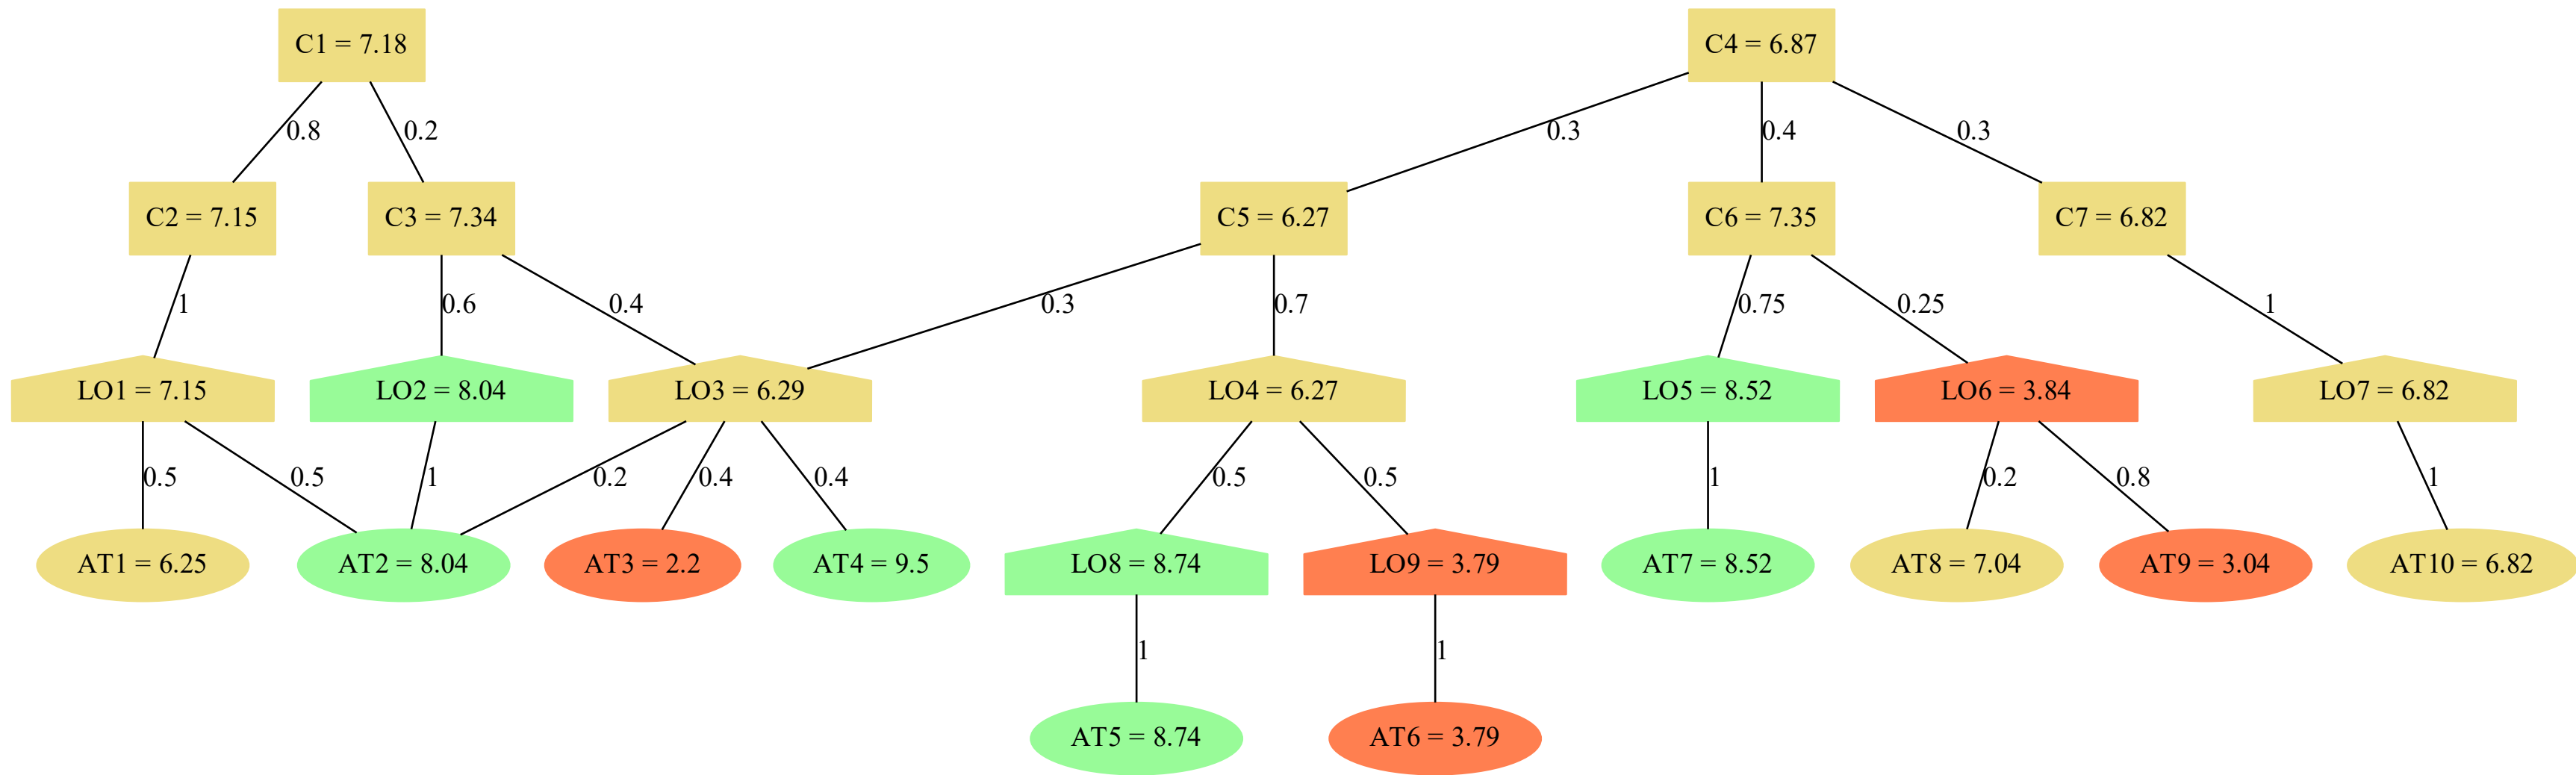 C1 = 7.18
C4 = 6.87
0.8
0.2
0.3
0.4
0.3
C2 = 7.15
C3 = 7.34
C5 = 6.27
C6 = 7.35
C7 = 6.82
1
0.6
0.4
0.3
0.7
0.75
0.25
1
LO1 = 7.15
LO2 = 8.04
LO3 = 6.29
LO4 = 6.27
LO5 = 8.52
LO6 = 3.84
LO7 = 6.82
0.5
0.5
1
0.2
0.4
0.4
0.5
0.5
1
0.2
0.8
1
AT1 = 6.25
AT2 = 8.04
AT3 = 2.2
AT4 = 9.5
LO8 = 8.74
LO9 = 3.79
AT7 = 8.52
AT8 = 7.04
AT9 = 3.04
AT10 = 6.82
1
1
AT5 = 8.74
AT6 = 3.79